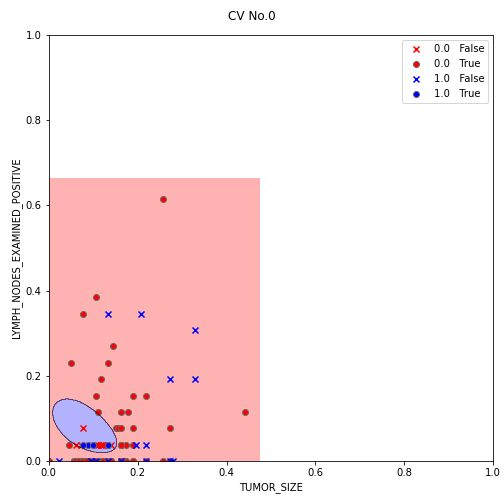 CV No.0
1.0
0.8
0.6
0.4
0.2
0.0
LYMPH_NODES_EXAMINED_POSITIVE
0.0 False
0.0 True
1.0 False
1.0 True
0.0 0.2 0.4 0.6 0.8 1.0
TUMOR_SIZE